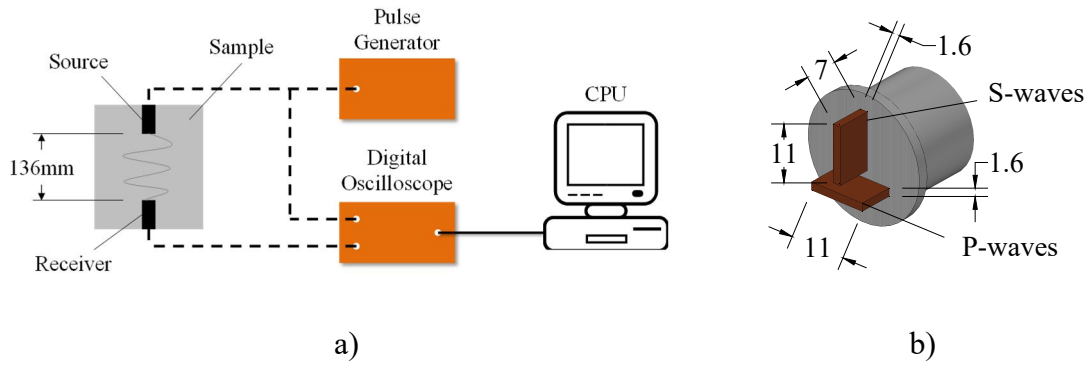 Pulse
Generator
Source
Sample
CPU
136mm
Digital
Oscilloscope
Receiver
a)
1.6
7
S-waves
11
1.6
P-waves
11
b)